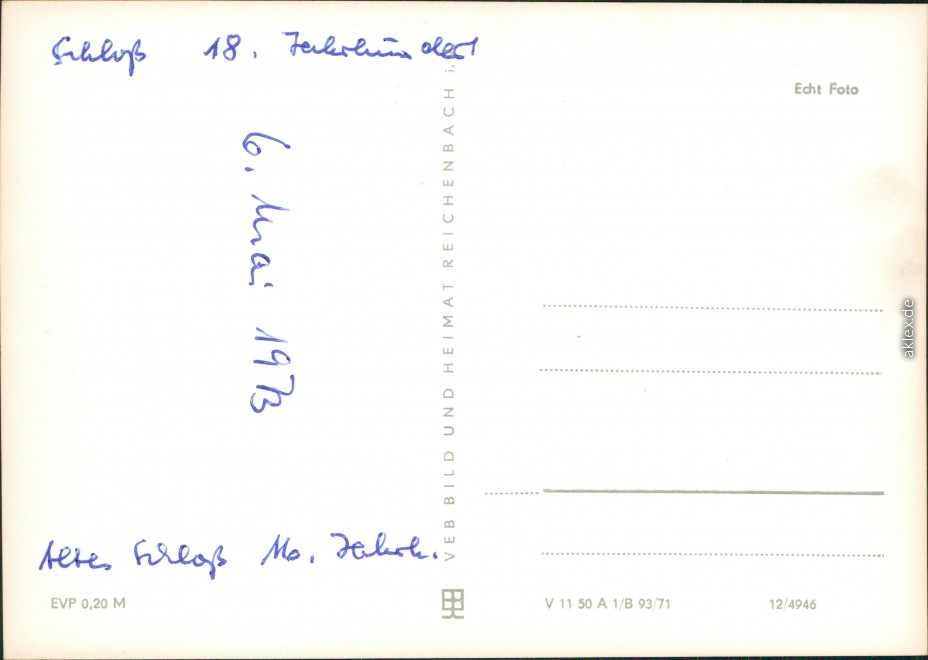 Schloß 18. Jahrhundert
Echt Foto
6. Mai 1973
VEB BILD UND HEIMAT REICHENBACH i.
aklex.de
Altes Schloß 16. Jahrh.
EVP 0,20 M
V 11 50 A 1/B 93/71
12/4946